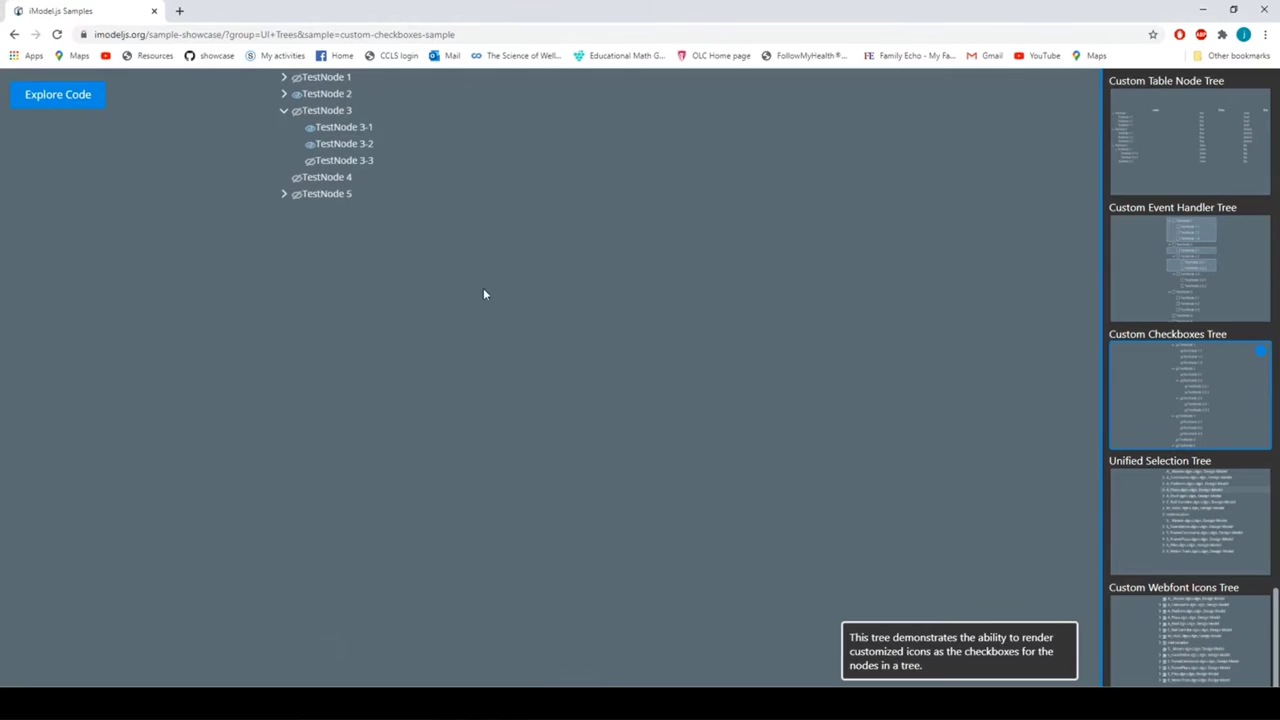 iModel.js Samples
imodeljs.org/sample-showcase/?group=UI+Trees&sample=custom-checkboxes-sample
Apps
Maps
Resources
showcase
My activities
Home
CCLS login
Mail
The Science of Well...
Educational Math G...
OLC Home page
FollowMyHealth®...
Family Echo - My Fa...
Gmail
YouTube
Maps
Other bookmarks
Explore Code
TestNode 1
TestNode 2
TestNode 3
TestNode 3-1
TestNode 3-2
TestNode 3-3
TestNode 4
TestNode 5
Custom Table Node Tree
Custom Event Handler Tree
Custom Checkboxes Tree
Unified Selection Tree
Custom Webfont Icons Tree
This tree demonstrates the ability to render
customized icons as the checkboxes for the
nodes in a tree.